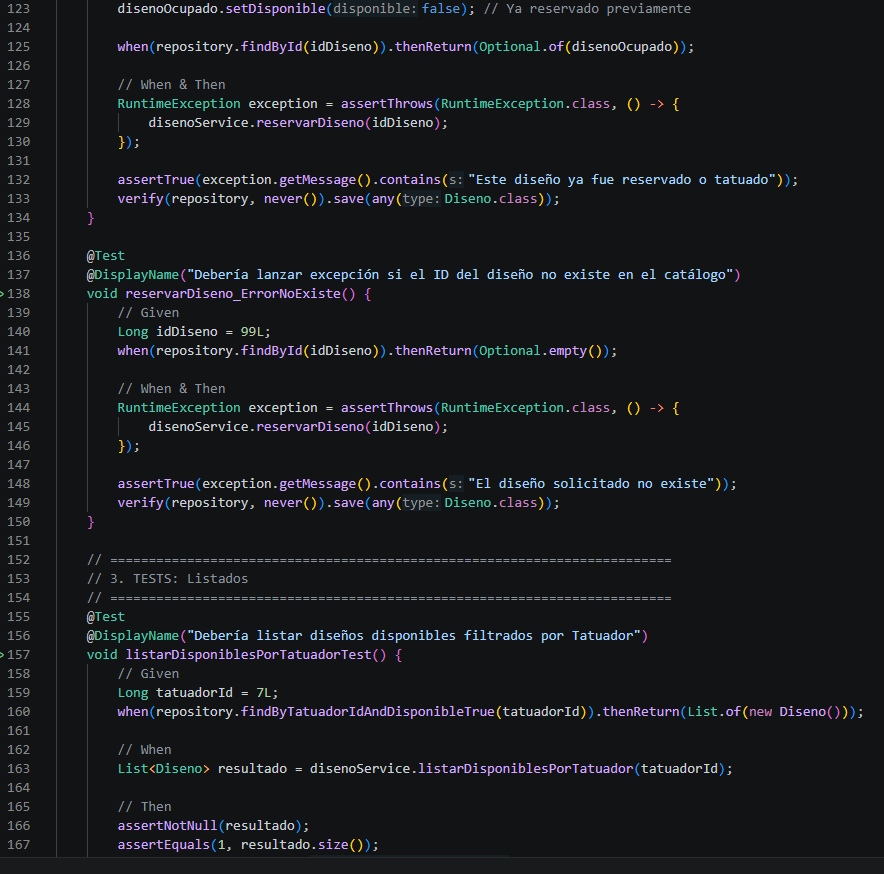 123 disenoOcupado.setDisponible(disponible: false); // Ya reservado previamente
124
125 when(repository.findById(idDiseno)).thenReturn(Optional.of(disenoOcupado));
126
127 // When & Then
128 RuntimeException exception = assertThrows(RuntimeException.class, () -> {
129 disenoService.reservarDiseno(idDiseno);
130 });
131
132 assertTrue(exception.getMessage().contains(s: "Este diseño ya fue reservado o tatuado"));
133 verify(repository, never()).save(any(type: Diseno.class));
134 }
135
136 @Test
137 @DisplayName("Debería lanzar excepción si el ID del diseño no existe en el catálogo")
138 void reservarDiseno_ErrorNoExiste() {
139 // Given
140 Long idDiseno = 99L;
141 when(repository.findById(idDiseno)).thenReturn(Optional.empty());
142
143 // When & Then
144 RuntimeException exception = assertThrows(RuntimeException.class, () -> {
145 disenoService.reservarDiseno(idDiseno);
146 });
147
148 assertTrue(exception.getMessage().contains(s: "El diseño solicitado no existe"));
149 verify(repository, never()).save(any(type: Diseno.class));
150 }
151
152 // =========================================================================
153 // 3. TESTS: Listados
154 // =========================================================================
155 @Test
156 @DisplayName("Debería listar diseños disponibles filtrados por Tatuador")
157 void listarDisponiblesPorTatuadorTest() {
158 // Given
159 Long tatuadorId = 7L;
160 when(repository.findByTatuadorIdAndDisponibleTrue(tatuadorId)).thenReturn(List.of(new Diseno()));
161
162 // When
163 List<Diseno> resultado = disenoService.listarDisponiblesPorTatuador(tatuadorId);
164
165 // Then
166 assertNotNull(resultado);
167 assertEquals(1, resultado.size());